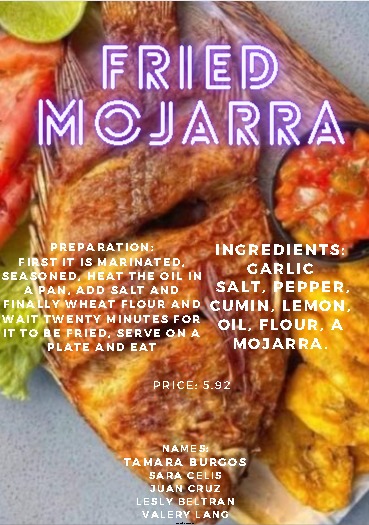 FRIED
MOJARRA
PREPARATION:
FIRST IT IS MARINATED,
SEASONED, HEAT THE OIL IN
A PAN, ADD SALT AND
FINALLY WHEAT FLOUR AND
WAIT TWENTY MINUTES FOR
IT TO BE FRIED, SERVE ON A
PLATE AND EAT
INGREDIENTS:
GARLIC
SALT, PEPPER,
CUMIN, LEMON,
OIL, FLOUR, A
MOJARRA.
PRICE: 5.92
NAMES:
TAMARA BURGOS
SARA CELIS
JUAN CRUZ
LESLY BELTRAN
VALERY LANG